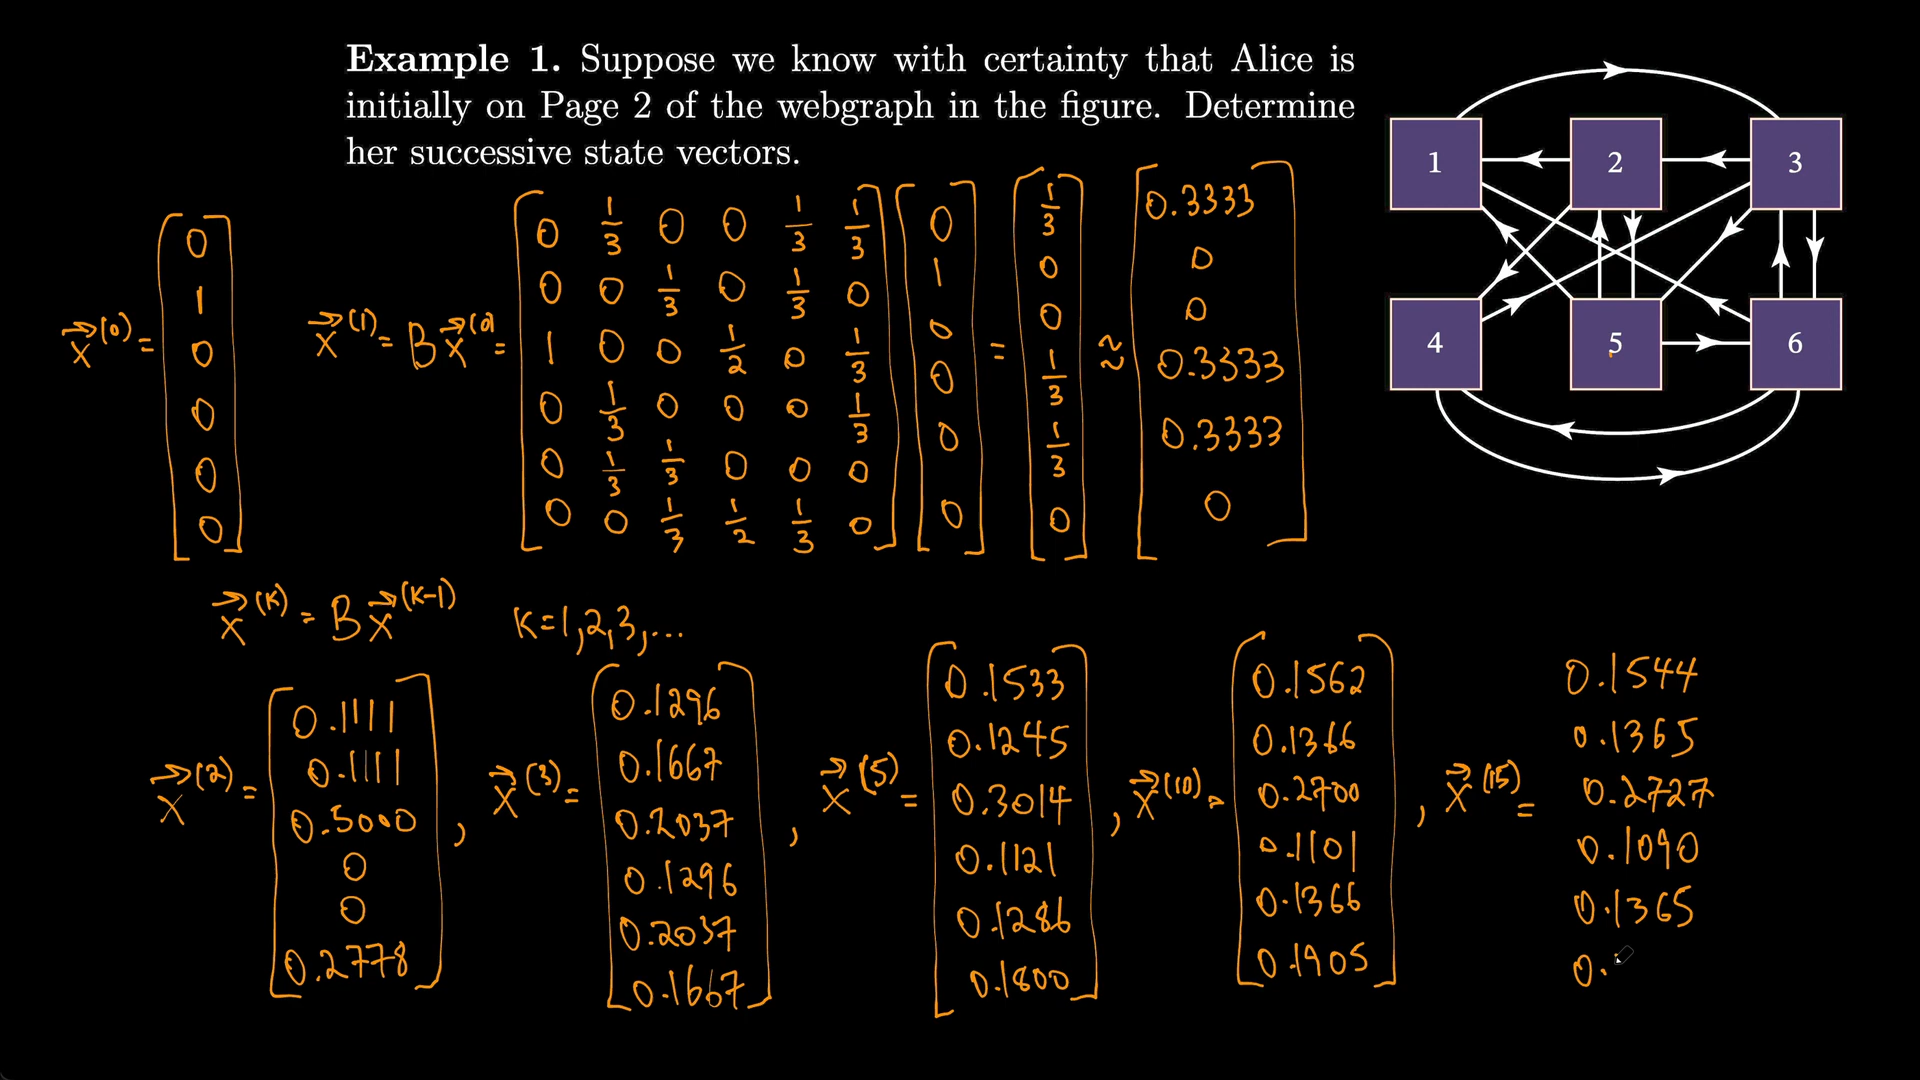 Example 1. Suppose we know with certainty that Alice is
initially on Page 2 of the webgraph in the figure. Determine
her successive state vectors.
1 2 3
4 5 6
x⃗^(0) = [0 1 0 0 0 0]
x⃗^(1) = B x⃗^(0) =
0 1/3 0 0 1/3 1/3
0 0 1/3 0 1/3 0
1 0 0 1/2 0 1/3
0 1/3 0 0 0 1/3
0 1/3 1/3 0 0 0
0 0 1/3 1/2 1/3 0
[0 1 0 0 0 0]
= [1/3 0 0 1/3 1/3 0]
≈ [0.3333 0 0 0.3333 0.3333 0]
x⃗^(K) = B x⃗^(K-1) K=1,2,3,...
x⃗^(2) = [0.1111 0.1111 0.5000 0 0 0.2778] ,
x⃗^(3) = [0.1296 0.1667 0.2037 0.1296 0.2037 0.1667] ,
x⃗^(5) = [0.1533 0.1245 0.3014 0.1121 0.1286 0.1800] ,
x⃗^(10) = [0.1562 0.1366 0.2700 0.1101 0.1366 0.1905] ,
x⃗^(15) = 0.1544 0.1365 0.2727 0.1090 0.1365 0.